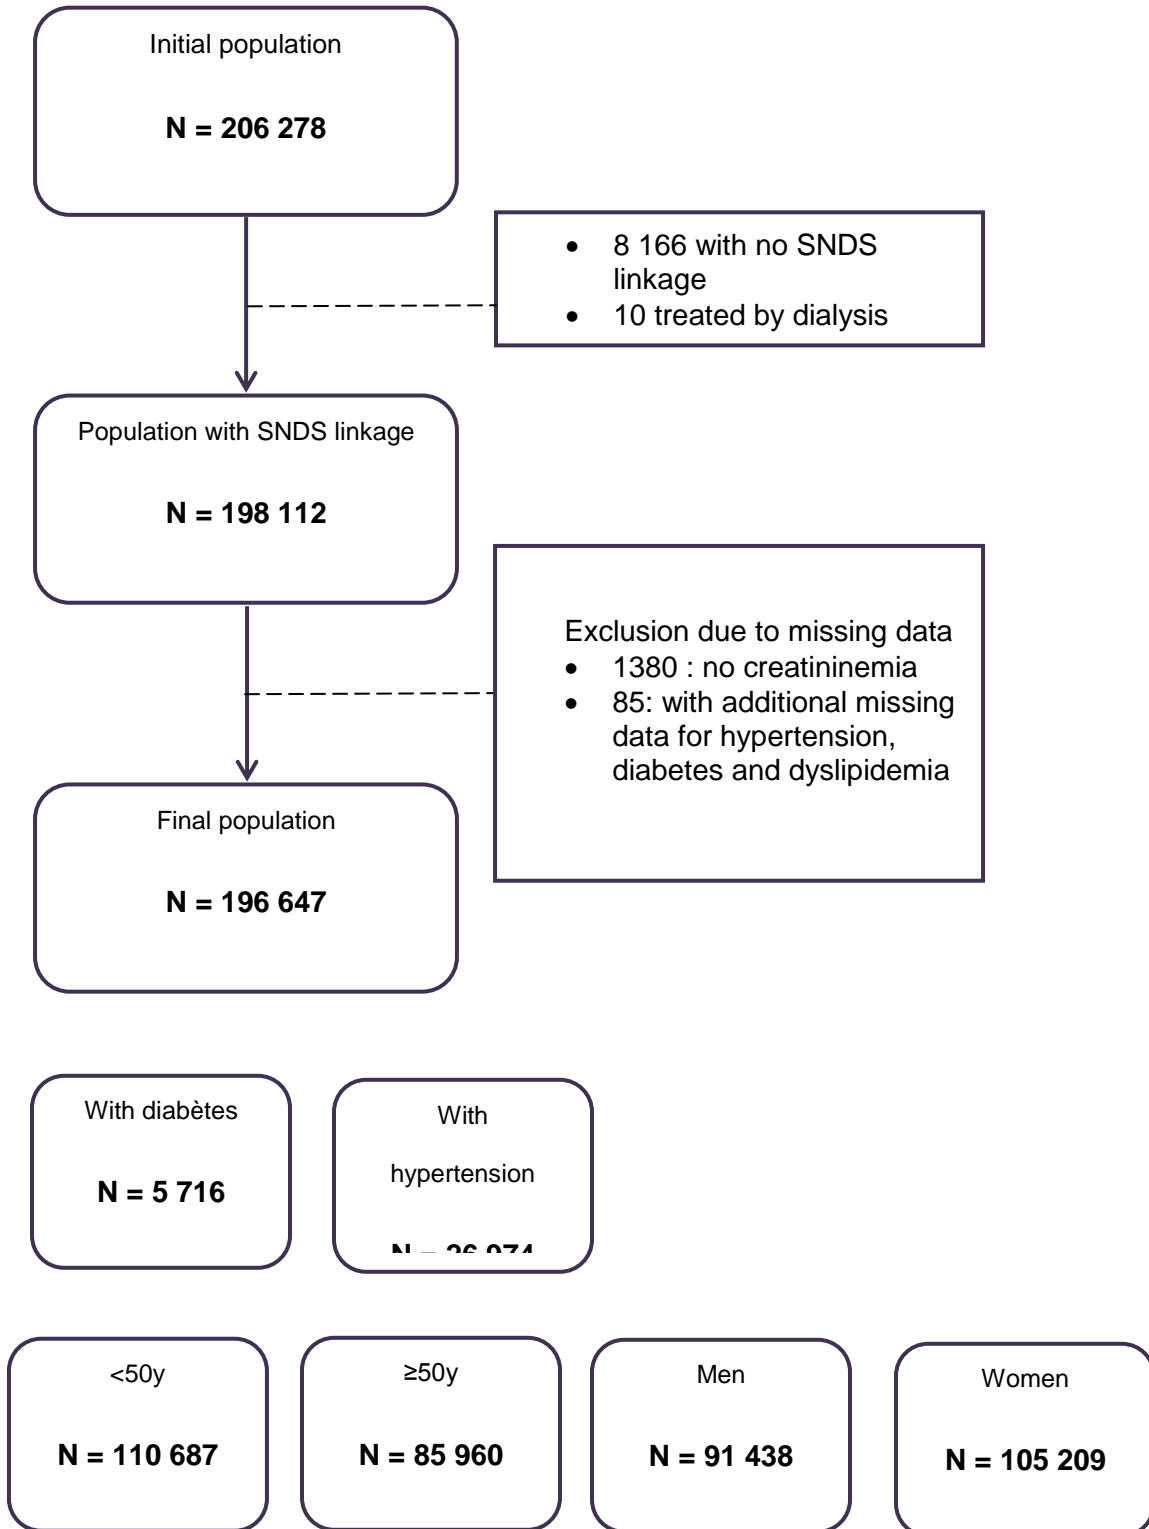 Initial population
N = 206 278
• 8 166 with no SNDS
linkage
• 10 treated by dialysis
Population with SNDS linkage
N = 198 112
Exclusion due to missing data
• 1380 : no creatininemia
• 85: with additional missing
data for hypertension,
diabetes and dyslipidemia
Final population
N = 196 647
With diabètes
N = 5 716
With
hypertension
N =
<50y
N = 110 687
≥50y
N = 85 960
Men
N = 91 438
Women
N = 105 209